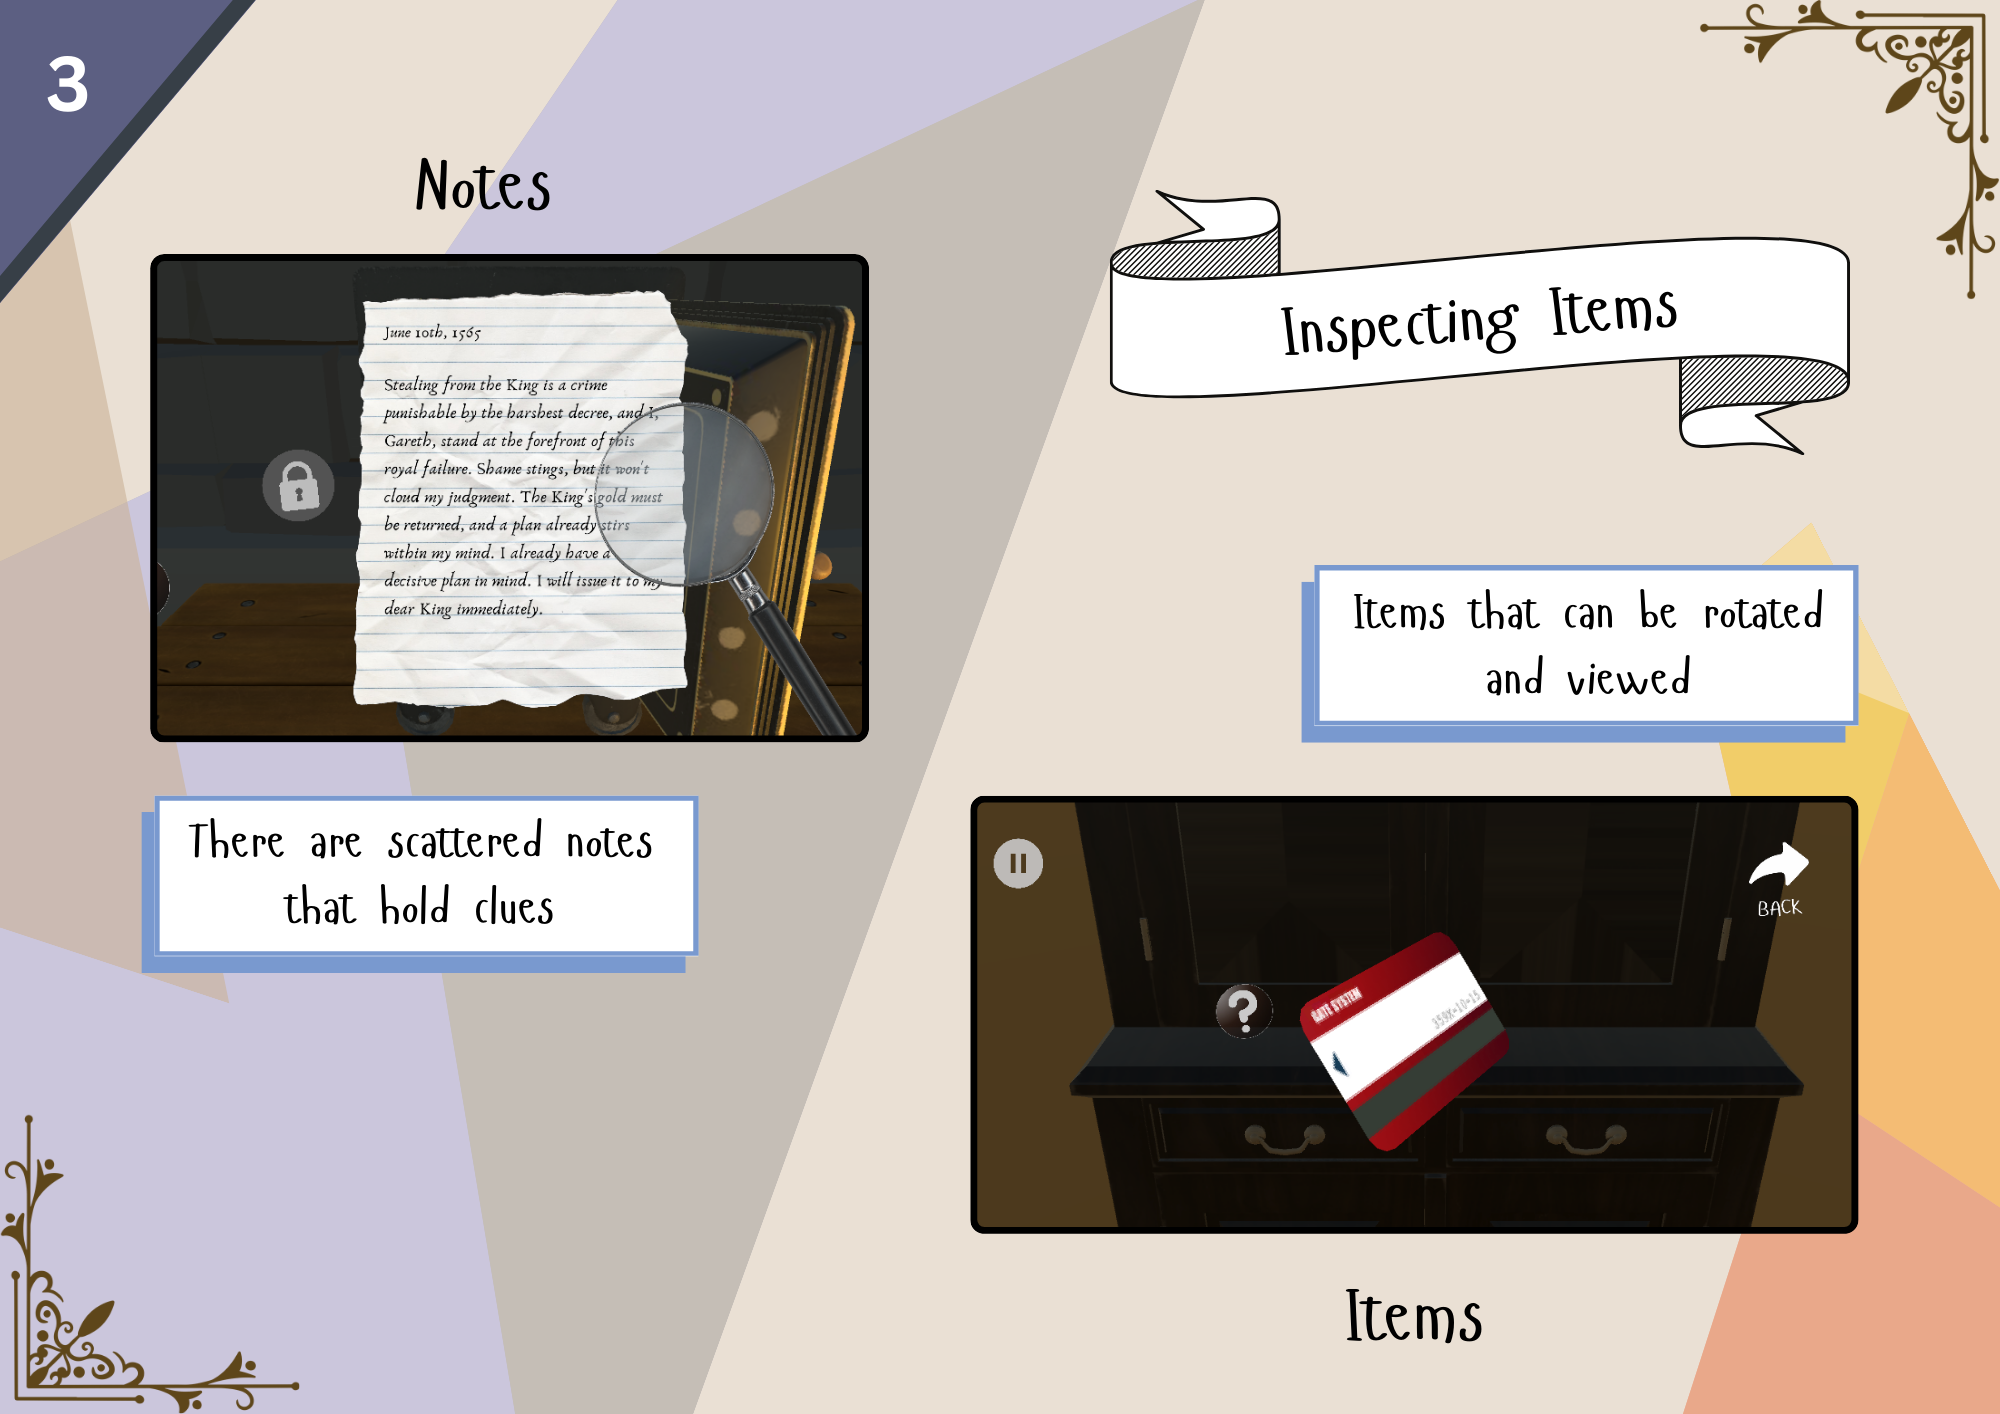 3
Notes
June 10th, 1565
Stealing from the King is a crime
punishable by the harshest decree, and I,
Gareth, stand at the forefront of this
royal failure. Shame stings, but it won't
cloud my judgment. The King's gold must
be returned, and a plan already stirs
within my mind. I already have a
decisive plan in mind. I will issue it to my
dear King immediately.
There are scattered notes
that hold clues
Inspecting Items
Items that can be rotated
and viewed
BACK
?
GATE SYSTEM
Items